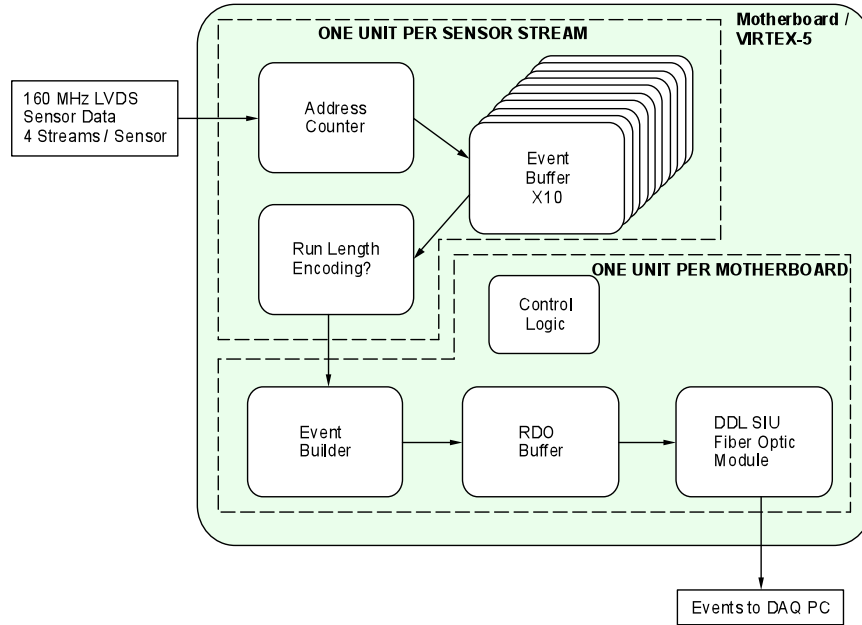 Motherboard /
VIRTEX-5
ONE UNIT PER SENSOR STREAM
160 MHz LVDS
Sensor Data
4 Streams / Sensor
Address
Counter
Event
Buffer
X10
Run Length
Encoding?
ONE UNIT PER MOTHERBOARD
Control
Logic
Event
Builder
RDO
Buffer
DDL SIU
Fiber Optic
Module
Events to DAQ PC